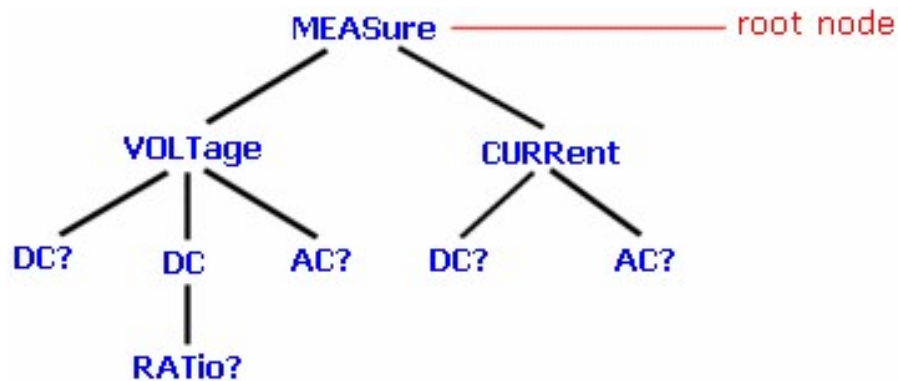 MEASure root node
VOLTage CURRent
DC? DC AC? DC? AC?
RATio?